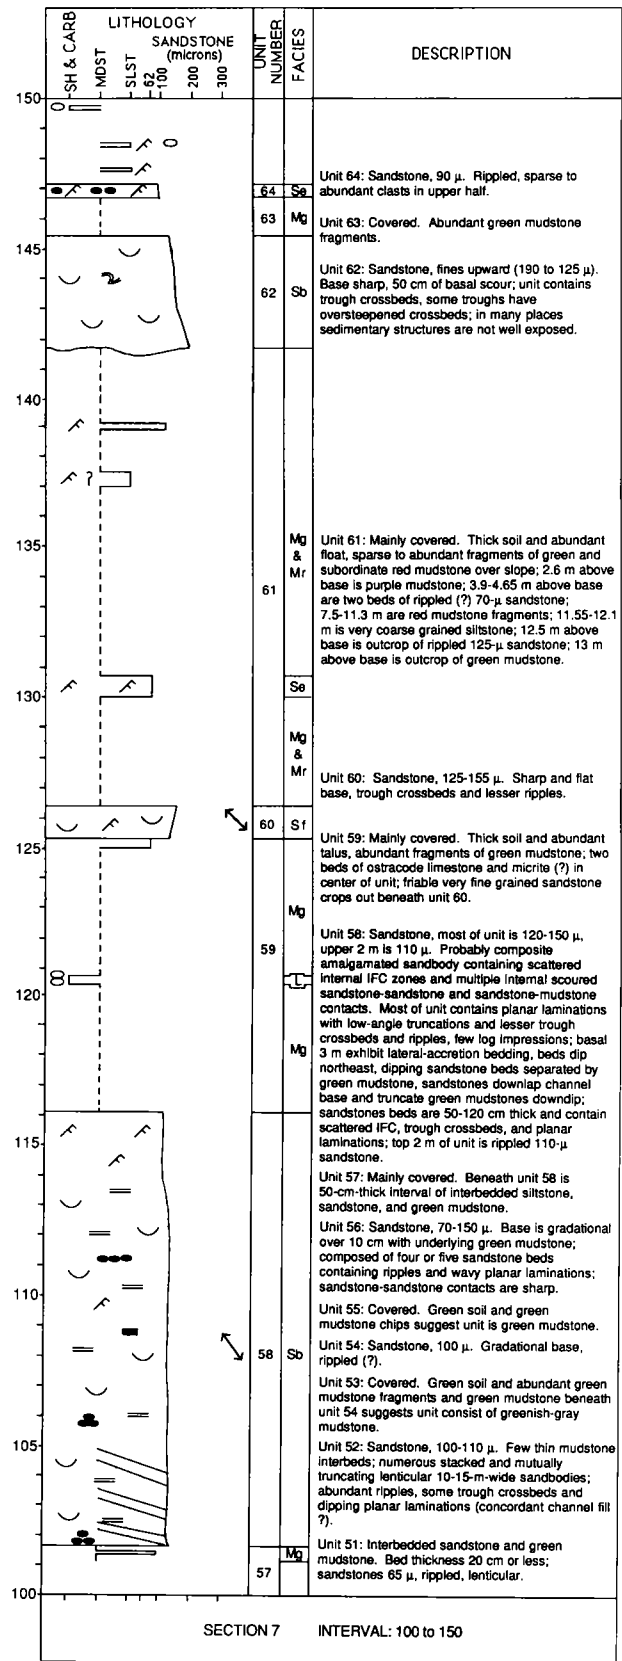 LITHOLOGY
SH & CARB
MDST
SLST
SANDSTONE
(microns)
62
100
200
300
UNIT
NUMBER
FACIES
DESCRIPTION
150
145
140
135
130
125
120
115
110
105
100
64
Se
63
Mg
62
Sb
61
Mg
&
Mr
Se
Mg
&
Mr
60
Sf
59
Mg
L
Mg
58
Sb
Mg
57
?
Unit 64: Sandstone, 90 µ. Rippled, sparse to
abundant clasts in upper half.
Unit 63: Covered. Abundant green mudstone
fragments.
Unit 62: Sandstone, fines upward (190 to 125 µ).
Base sharp, 50 cm of basal scour; unit contains
trough crossbeds, some troughs have
oversteepened crossbeds; in many places
sedimentary structures are not well exposed.
Unit 61: Mainly covered. Thick soil and abundant
float, sparse to abundant fragments of green and
subordinate red mudstone over slope; 2.6 m above
base is purple mudstone; 3.9-4.65 m above base
are two beds of rippled (?) 70-µ sandstone;
7.5-11.3 m are red mudstone fragments; 11.55-12.1
m is very coarse grained siltstone; 12.5 m above
base is outcrop of rippled 125-µ sandstone; 13 m
above base is outcrop of green mudstone.
Unit 60: Sandstone, 125-155 µ. Sharp and flat
base, trough crossbeds and lesser ripples.
Unit 59: Mainly covered. Thick soil and abundant
talus, abundant fragments of green mudstone; two
beds of ostracode limestone and micrite (?) in
center of unit; friable very fine grained sandstone
crops out beneath unit 60.
Unit 58: Sandstone, most of unit is 120-150 µ,
upper 2 m is 110 µ. Probably composite
amalgamated sandbody containing scattered
internal IFC zones and multiple internal scoured
sandstone-sandstone and sandstone-mudstone
contacts. Most of unit contains planar laminations
with low-angle truncations and lesser trough
crossbeds and ripples, few log impressions; basal
3 m exhibit lateral-accretion bedding, beds dip
northeast, dipping sandstone beds separated by
green mudstone, sandstones downlap channel
base and truncate green mudstones downdip;
sandstones beds are 50-120 cm thick and contain
scattered IFC, trough crossbeds, and planar
laminations; top 2 m of unit is rippled 110-µ
sandstone.
Unit 57: Mainly covered. Beneath unit 58 is
50-cm-thick interval of interbedded siltstone,
sandstone, and green mudstone.
Unit 56: Sandstone, 70-150 µ. Base is gradational
over 10 cm with underlying green mudstone;
composed of four or five sandstone beds
containing ripples and wavy planar laminations;
sandstone-sandstone contacts are sharp.
Unit 55: Covered. Green soil and green
mudstone chips suggest unit is green mudstone.
Unit 54: Sandstone, 100 µ. Gradational base,
rippled (?).
Unit 53: Covered. Green soil and abundant green
mudstone fragments and green mudstone beneath
unit 54 suggests unit consist of greenish-gray
mudstone.
Unit 52: Sandstone, 100-110 µ. Few thin mudstone
interbeds; numerous stacked and mutually
truncating lenticular 10-15-m-wide sandbodies;
abundant ripples, some trough crossbeds and
dipping planar laminations (concordant channel fill
?).
Unit 51: Interbedded sandstone and green
mudstone. Bed thickness 20 cm or less;
sandstones 65 µ, rippled, lenticular.
SECTION 7 INTERVAL: 100 to 150